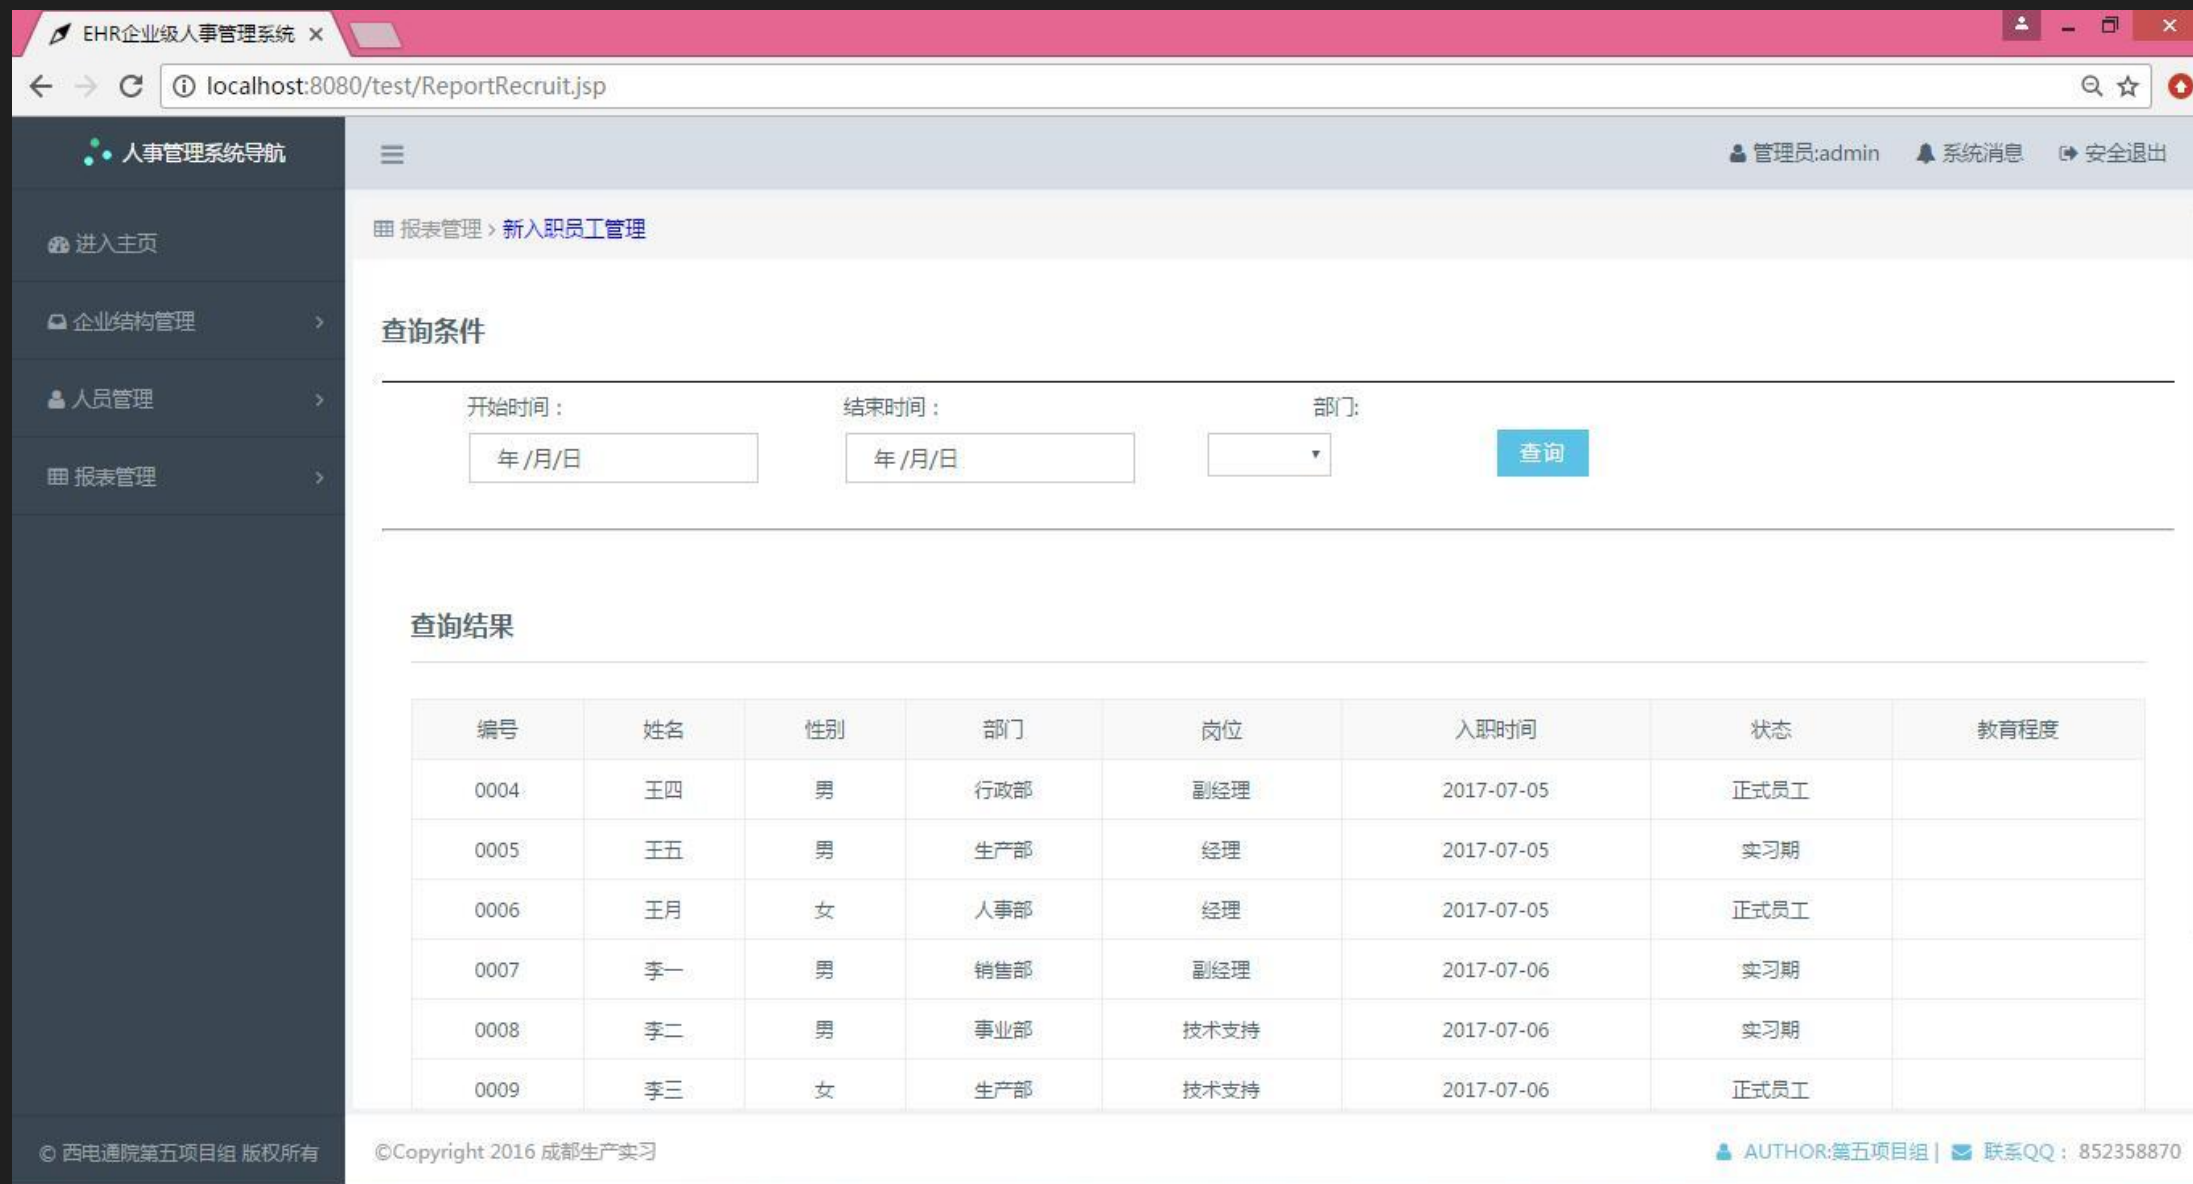 EHR企业级人事管理系统
localhost:8080/test/ReportRecruit.jsp
人事管理系统导航
管理员:admin 系统消息 安全退出
进入主页
企业结构管理
人员管理
报表管理
报表管理 > 新入职员工管理
查询条件
开始时间： 结束时间： 部门:
年 /月/日 年 /月/日 查询
查询结果
编号 姓名 性别 部门 岗位 入职时间 状态 教育程度
0004 王四 男 行政部 副经理 2017-07-05 正式员工
0005 王五 男 生产部 经理 2017-07-05 实习期
0006 王月 女 人事部 经理 2017-07-05 正式员工
0007 李一 男 销售部 副经理 2017-07-06 实习期
0008 李二 男 事业部 技术支持 2017-07-06 实习期
0009 李三 女 生产部 技术支持 2017-07-06 正式员工
© 西电通院第五项目组 版权所有
©Copyright 2016 成都生产实习
AUTHOR:第五项目组 | 联系QQ： 852358870